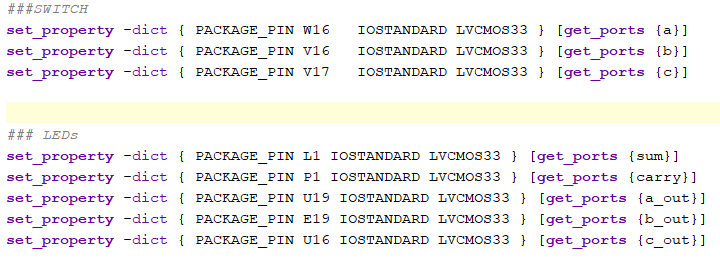 ###SWITCH
set_property -dict { PACKAGE_PIN W16   IOSTANDARD LVCMOS33 } [get_ports {a}]
set_property -dict { PACKAGE_PIN V16   IOSTANDARD LVCMOS33 } [get_ports {b}]
set_property -dict { PACKAGE_PIN V17   IOSTANDARD LVCMOS33 } [get_ports {c}]
### LEDs
set_property -dict { PACKAGE_PIN L1 IOSTANDARD LVCMOS33 } [get_ports {sum}]
set_property -dict { PACKAGE_PIN P1 IOSTANDARD LVCMOS33 } [get_ports {carry}]
set_property -dict { PACKAGE_PIN U19 IOSTANDARD LVCMOS33 } [get_ports {a_out}]
set_property -dict { PACKAGE_PIN E19 IOSTANDARD LVCMOS33 } [get_ports {b_out}]
set_property -dict { PACKAGE_PIN U16 IOSTANDARD LVCMOS33 } [get_ports {c_out}]